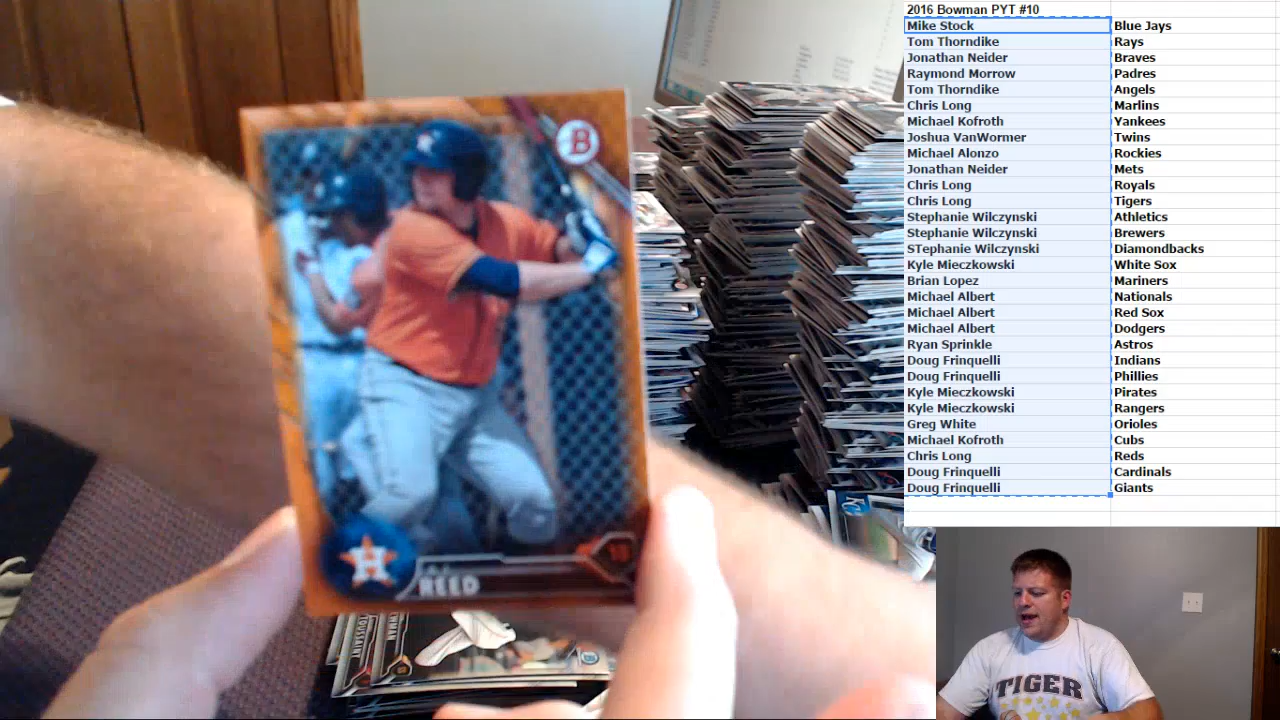 2016 Bowman PYT #10
Mike Stock Blue Jays
Tom Thorndike Rays
Jonathan Neider Braves
Raymond Morrow Padres
Tom Thorndike Angels
Chris Long Marlins
Michael Kofroth Yankees
Joshua VanWormer Twins
Michael Alonzo Rockies
Jonathan Neider Mets
Chris Long Royals
Chris Long Tigers
Stephanie Wilczynski Athletics
Stephanie Wilczynski Brewers
STephanie Wilczynski Diamondbacks
Kyle Mieczkowski White Sox
Brian Lopez Mariners
Michael Albert Nationals
Michael Albert Red Sox
Michael Albert Dodgers
Ryan Sprinkle Astros
Doug Frinquelli Indians
Doug Frinquelli Phillies
Kyle Mieczkowski Pirates
Kyle Mieczkowski Rangers
Greg White Orioles
Michael Kofroth Cubs
Chris Long Reds
Doug Frinquelli Cardinals
Doug Frinquelli Giants
B
H
REED
TOUSSAINT
TIGER